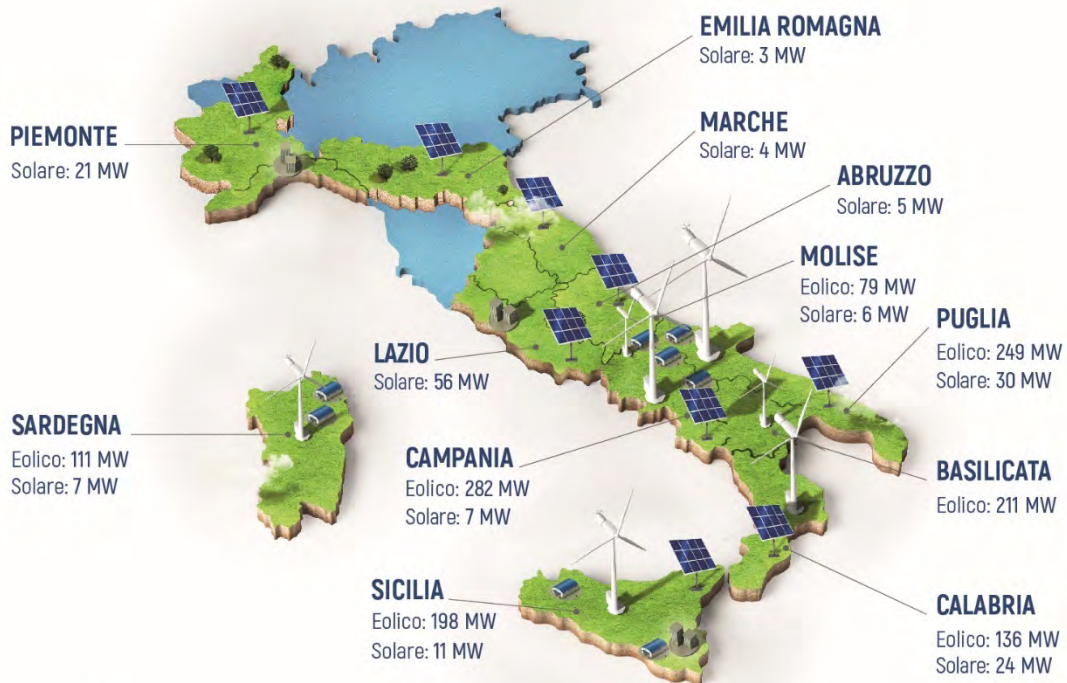 EMILIA ROMAGNA
Solare: 3 MW
PIEMONTE
Solare: 21 MW
MARCHE
Solare: 4 MW
ABRUZZO
Solare: 5 MW
MOLISE
Eolico: 79 MW
Solare: 6 MW
PUGLIA
Eolico: 249 MW
Solare: 30 MW
LAZIO
Solare: 56 MW
SARDEGNA
Eolico: 111 MW
Solare: 7 MW
CAMPANIA
Eolico: 282 MW
Solare: 7 MW
BASILICATA
Eolico: 211 MW
SICILIA
Eolico: 198 MW
Solare: 11 MW
CALABRIA
Eolico: 136 MW
Solare: 24 MW